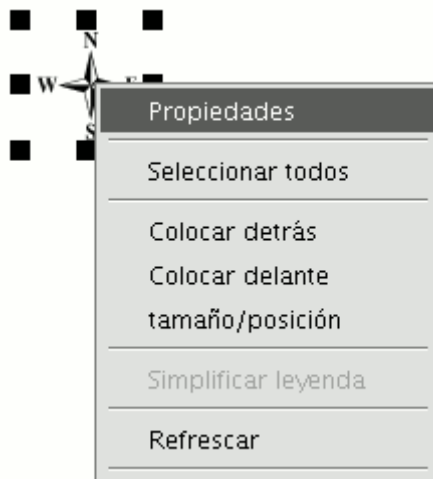 N
W E
S
Propiedades
Seleccionar todos
Colocar detrás
Colocar delante
tamaño/posición
Simplificar leyenda
Refrescar